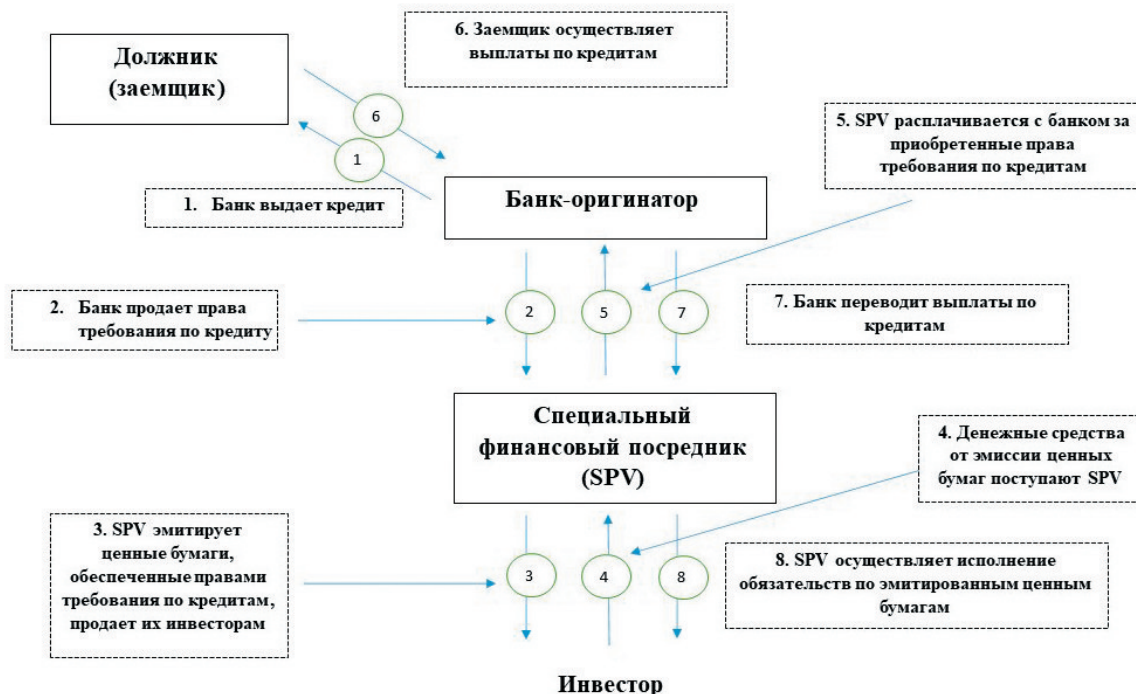 6. Заемщик осуществляет
выплаты по кредитам
Должник
(заемщик)
6
1
5. SPV расплачивается с банком за
приобретенные права
требования по кредитам
1. Банк выдает кредит
Банк-оригинатор
2. Банк продает права
требования по кредиту
2
5
7
7. Банк переводит выплаты по
кредитам
Специальный
финансовый посредник
(SPV)
4. Денежные средства
от эмиссии ценных
бумаг поступают SPV
3. SPV эмитирует
ценные бумаги,
обеспеченные правами
требования по кредитам,
продает их инвесторам
3
4
8
8. SPV осуществляет исполнение
обязательств по эмитированным ценным
бумагам
Инвестор